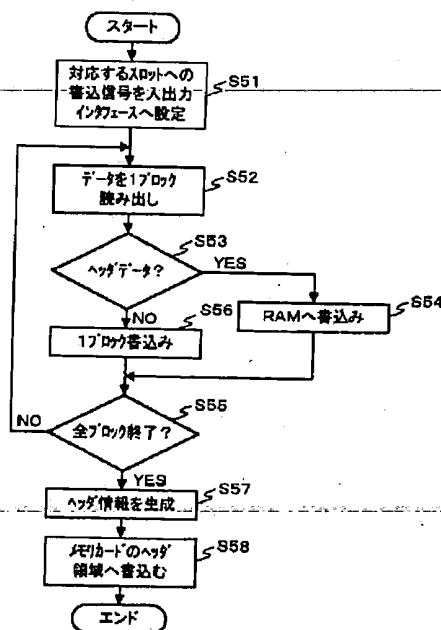 スタート
対応するスロットへの
書込信号を入出力
インタフェースへ設定
S51
データを1ブロック
読み出し
S52
S53
ヘッダデータ?
YES
NO
S54
RAMへ書込み
S56
1ブロック書込み
S55
NO
全ブロック終了?
YES
ヘッダ情報を生成
S57
メモリカードのヘッダ
領域へ書込む
S58
エンド